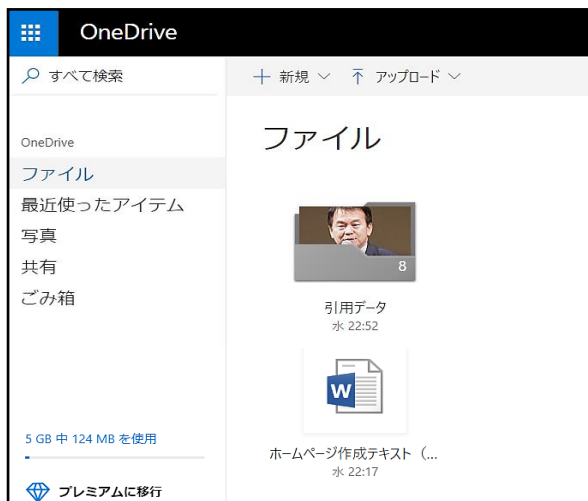 OneDrive
すべて検索
新規 アップロード
OneDrive
ファイル
最近使ったアイテム
写真
共有
ごみ箱
5 GB 中 124 MB を使用
プレミアムに移行
ファイル
8
引用データ
水 22:52
W
ホームページ作成テキスト（...
水 22:17